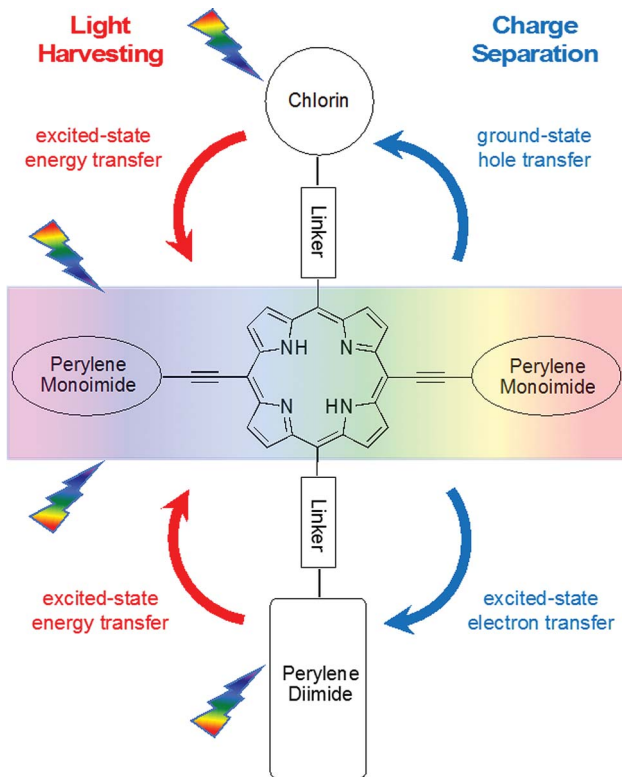 Light
Harvesting
Charge
Separation
Chlorin
excited-state
energy transfer
ground-state
hole transfer
Linker
Perylene
Monoimide
NH
N
N
HN
Perylene
Monoimide
Linker
excited-state
energy transfer
excited-state
electron transfer
Perylene
Diimide